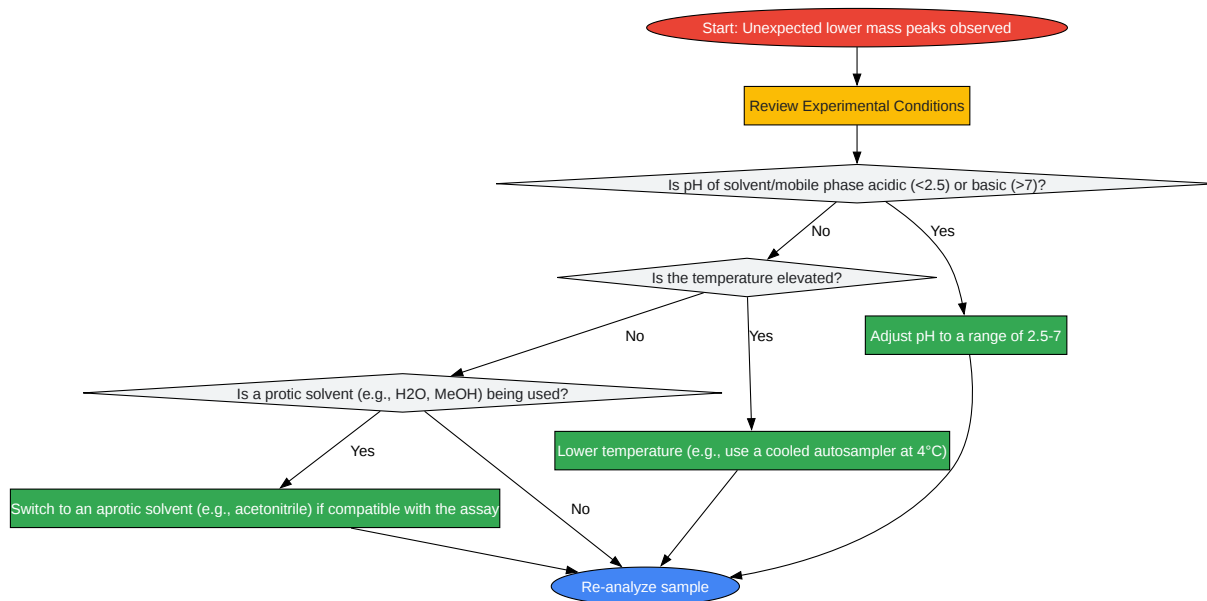 Start: Unexpected lower mass peaks observed
Review Experimental Conditions
Is pH of solvent/mobile phase acidic (<2.5) or basic (>7)?
No
Yes
Is the temperature elevated?
No
Yes
Adjust pH to a range of 2.5-7
Is a protic solvent (e.g., H2O, MeOH) being used?
Yes
Lower temperature (e.g., use a cooled autosampler at 4°C)
Switch to an aprotic solvent (e.g., acetonitrile) if compatible with the assay
No
Re-analyze sample